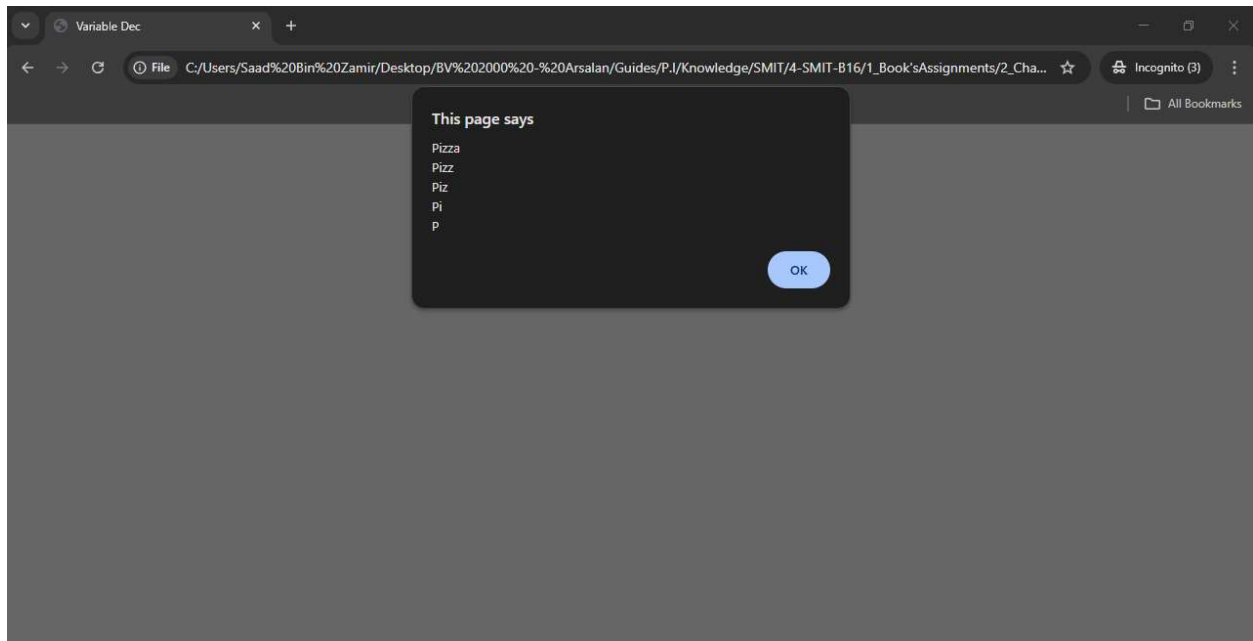 Variable Dec
File C:/Users/Saad%20Bin%20Zamir/Desktop/BV%202000%20-%20Arsalan/Guides/P.I/Knowledge/SMIT/4-SMIT-B16/1_Book'sAssignments/2_Cha... Incognito (3)
All Bookmarks
This page says
Pizza
Pizz
Piz
Pi
P
OK